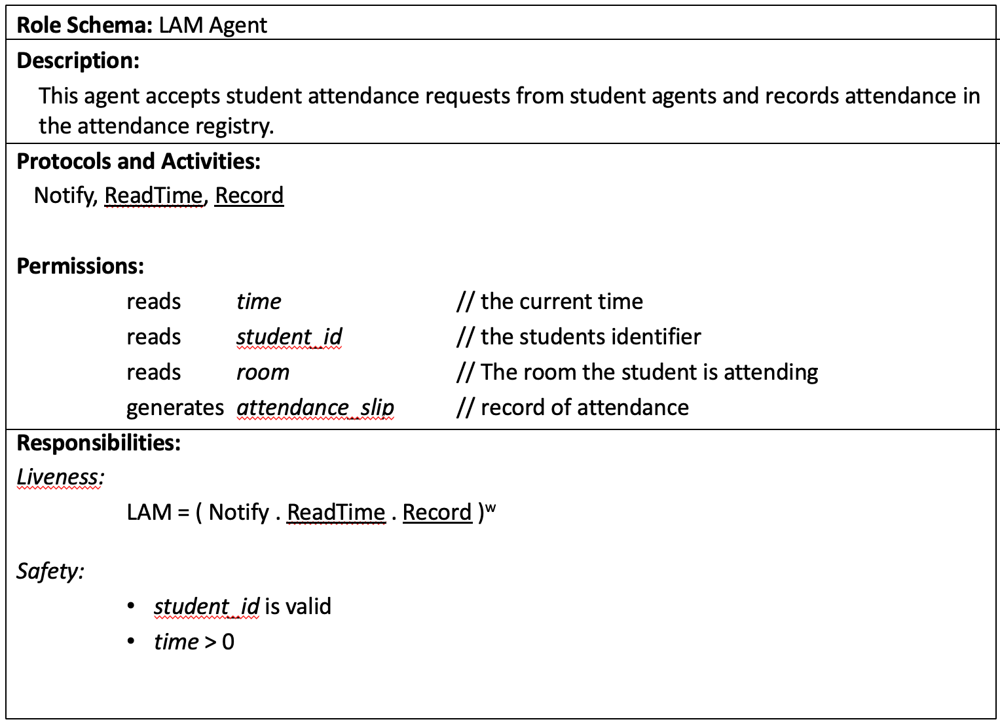 Role Schema: LAM Agent
Description:
This agent accepts student attendance requests from student agents and records attendance in
the attendance registry.
Protocols and Activities:
Notify, ReadTime, Record
Permissions:
reads time // the current time
reads student_id // the students identifier
reads room // The room the student is attending
generates attendance_slip // record of attendance
Responsibilities:
Liveness:
LAM = ( Notify . ReadTime . Record )ʷ
Safety:
• student_id is valid
• time > 0